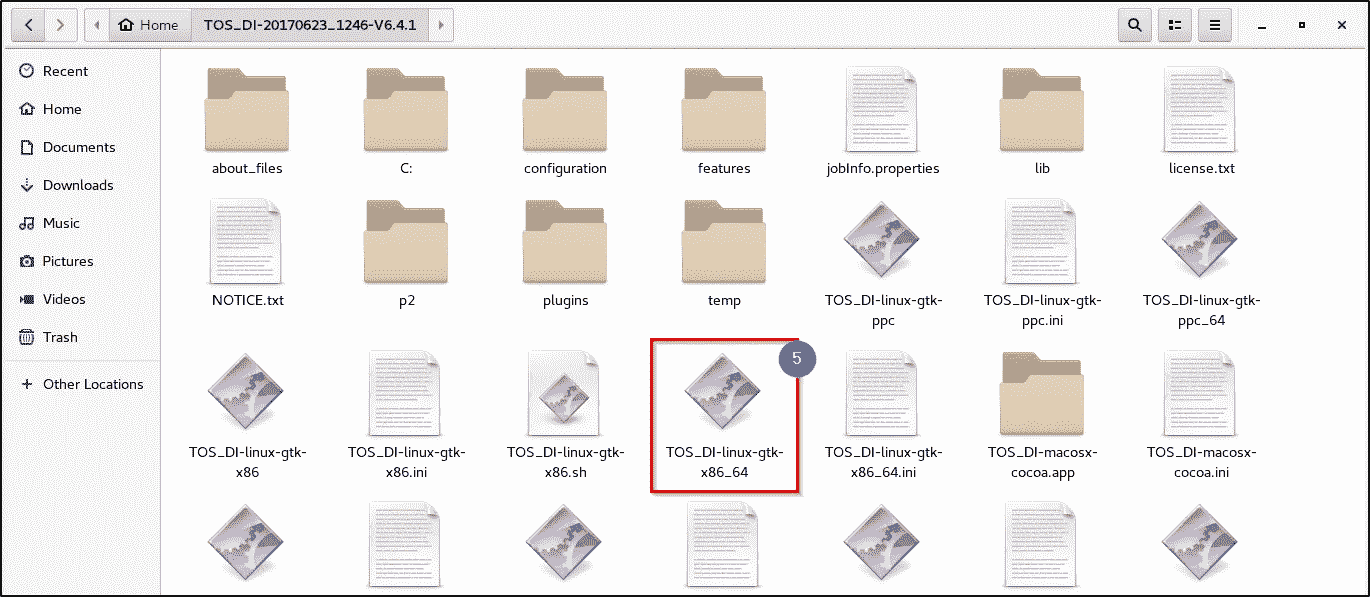 Home
TOS_DI-20170623_1246-V6.4.1
Recent
Home
Documents
Downloads
Music
Pictures
Videos
Trash
Other Locations
about_files
C:
configuration
features
jobInfo.properties
lib
license.txt
NOTICE.txt
p2
plugins
temp
TOS_DI-linux-gtk-
ppc
TOS_DI-linux-gtk-
ppc.ini
TOS_DI-linux-gtk-
ppc_64
TOS_DI-linux-gtk-
x86
TOS_DI-linux-gtk-
x86.ini
TOS_DI-linux-gtk-
x86.sh
5
TOS_DI-linux-gtk-
x86_64
TOS_DI-linux-gtk-
x86_64.ini
TOS_DI-macosx-
cocoa.app
TOS_DI-macosx-
cocoa.ini